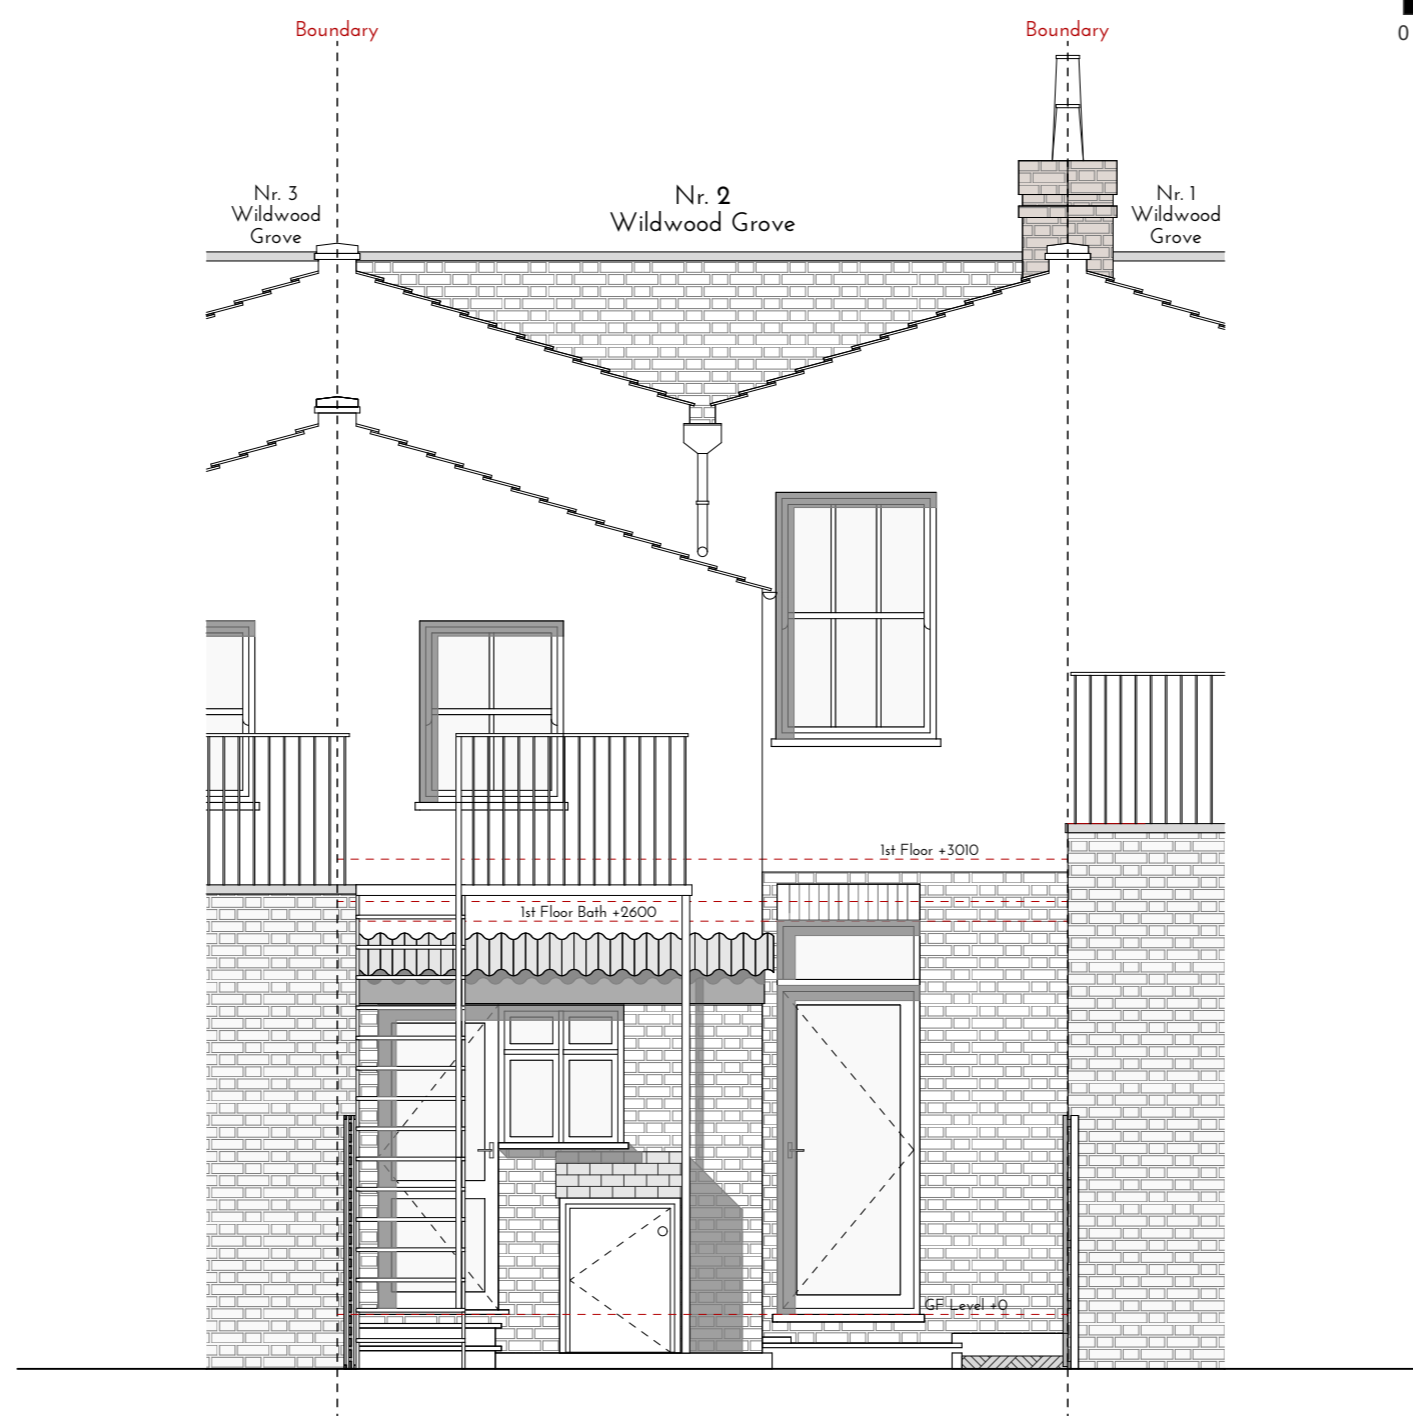 Boundary
Boundary
0
Nr. 3
Wildwood
Grove
Nr. 2
Wildwood Grove
Nr. 1
Wildwood
Grove
1st Floor +3010
1st Floor Bath +2600
GF Level +0